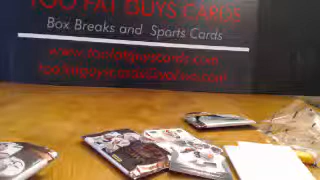 TOO FAT GUYS CARDS
Box Breaks and Sports Cards
www.toofatguyscards.com
toofatguyscards@yahoo.com